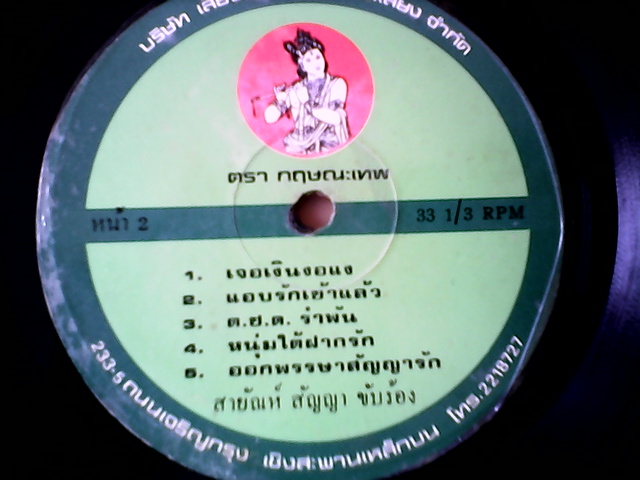 บริษัท จำกัด
ตรา กฤษณะเทพ
หน้า 2
33 1/3 RPM
1. เจอเงินงอแง
2. แอบรักเขาแล้ว
3. ต.ฮ.ต. รำพัน
4. หนุ่มใต้ฝากรัก
5. ออกพรรษาสัญญารัก
สายัณห์ สัญญา ขับร้อง
233-5 ถนนเจริญกรุง เชิงสะพานเหล็กบน โทร.2218727